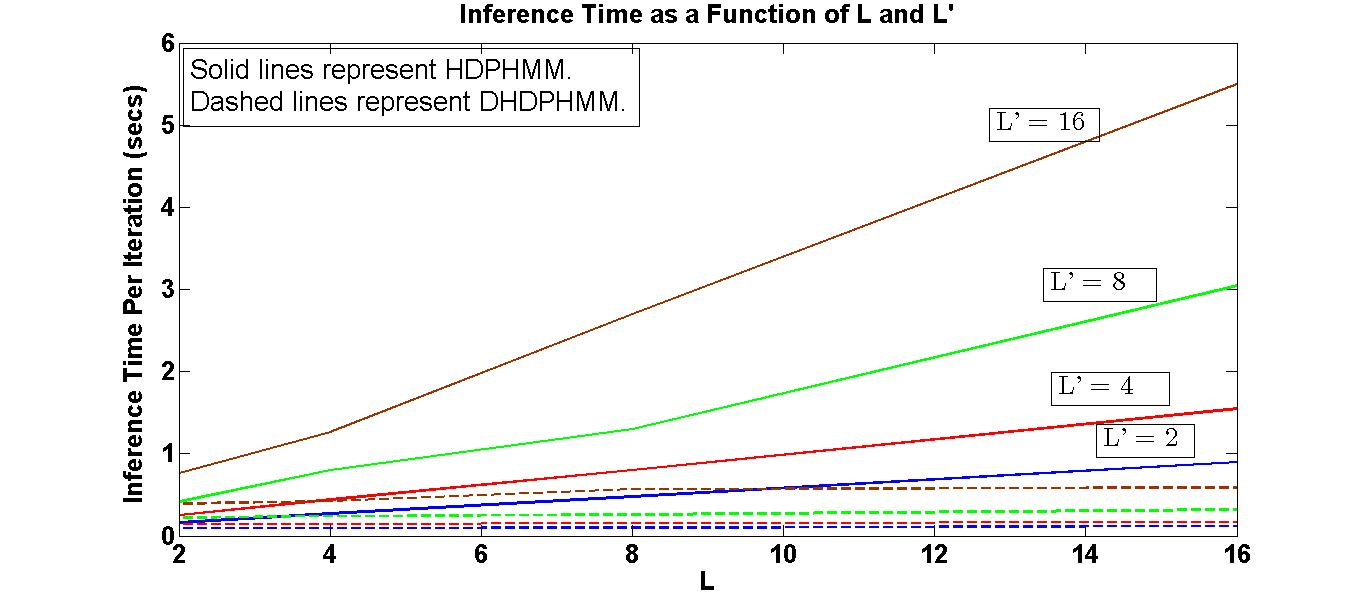 Inference Time as a Function of L and L'
Solid lines represent HDPHMM.
Dashed lines represent DHDPHMM.
Inference Time Per Iteration (secs)
6
5
4
3
2
1
0
L' = 16
L' = 8
L' = 4
L' = 2
2 4 6 8 10 12 14 16
L